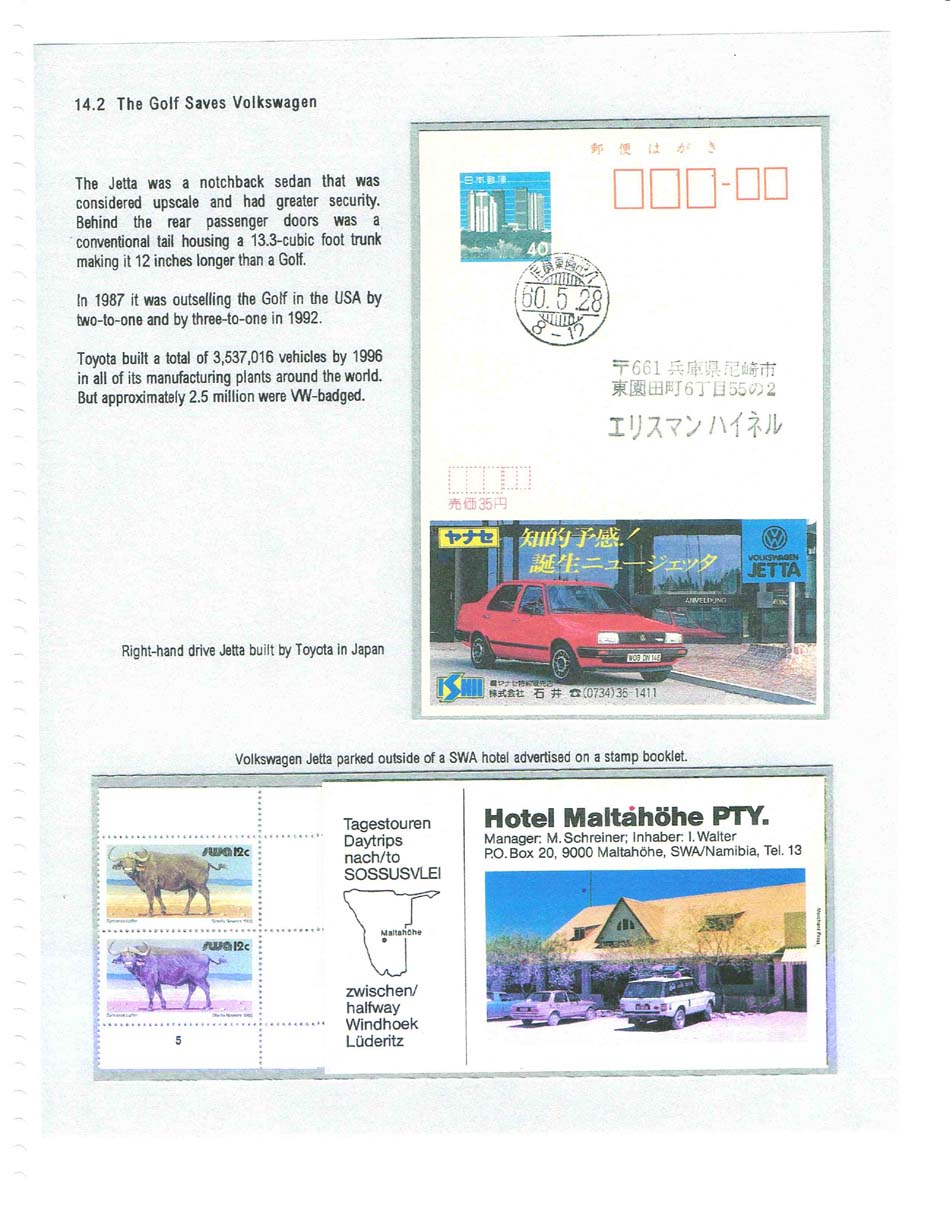 14.2 The Golf Saves Volkswagen
The Jetta was a notchback sedan that was
considered upscale and had greater security.
Behind the rear passenger doors was a
conventional tail housing a 13.3-cubic foot trunk
making it 12 inches longer than a Golf.
In 1987 it was outselling the Golf in the USA by
two-to-one and by three-to-one in 1992.
Toyota built a total of 3,537,016 vehicles by 1996
in all of its manufacturing plants around the world.
But approximately 2.5 million were VW-badged.
Right-hand drive Jetta built by Toyota in Japan
郵便はがき
日本郵便
40
60.5.28
8-12
〒661 兵庫県尼崎市
東園田町6丁目55の2
エリスマン ハイネル
売価35円
ヤナセ
知的予感!
誕生ニュージェッタ
VOLKSWAGEN
JETTA
ANMELDUNG
WOB DN 148
ISHII
株式会社 石井 ☎(0734)36-1411
Volkswagen Jetta parked outside of a SWA hotel advertised on a stamp booklet.
swa 12c
swa 12c
5
Tagestouren
Daytrips
nach/to
SOSSUSVLEI
Maltahöhe
zwischen/
halfway
Windhoek
Lüderitz
Hotel Maltahöhe PTY.
Manager: M. Schreiner; Inhaber: I. Walter
P.O. Box 20, 9000 Maltahöhe, SWA/Namibia, Tel. 13